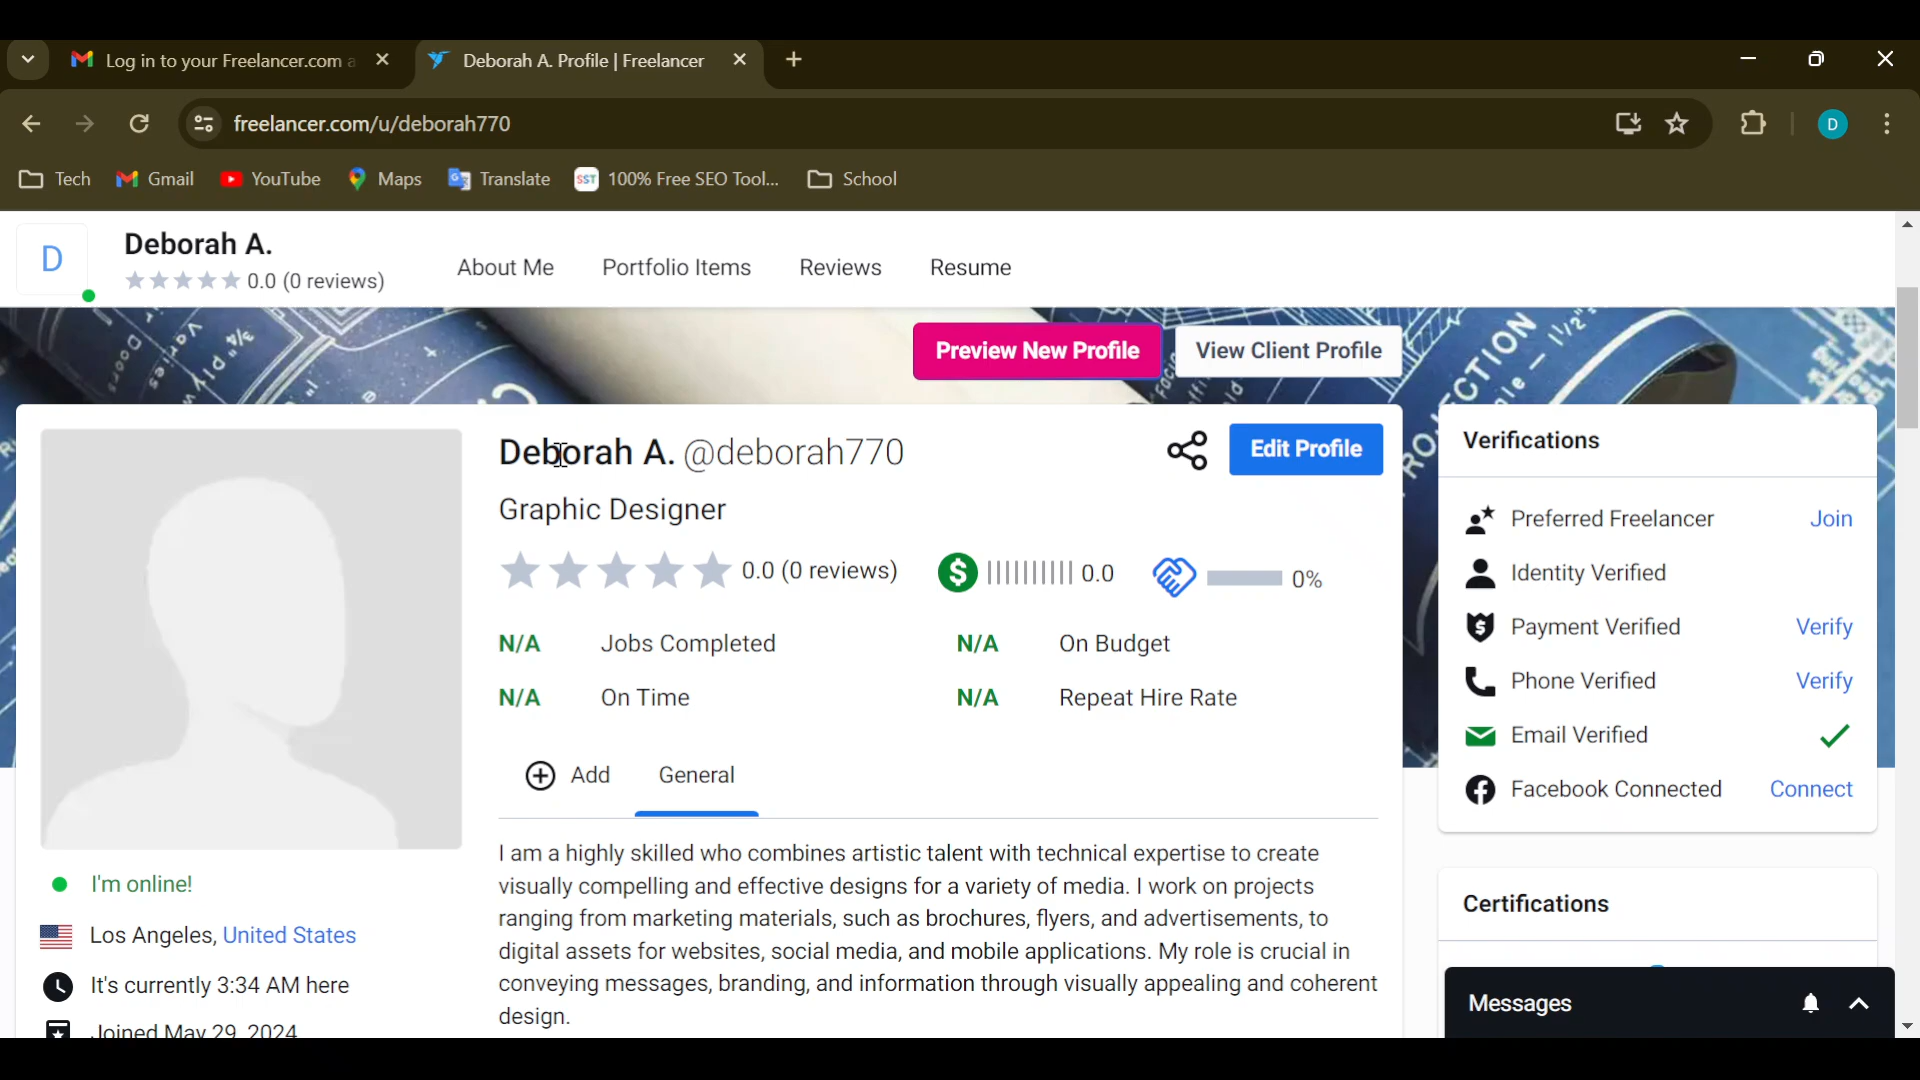 Log in to your Freelancer.com a
Deborah A. Profile | Freelancer
freelancer.com/u/deborah770
D
Tech
Gmail
YouTube
Maps
Translate
SST
100% Free SEO Tool...
School
D
Deborah A.
0.0 (0 reviews)
About Me
Portfolio Items
Reviews
Resume
Preview New Profile
View Client Profile
Deborah A. @deborah770
Edit Profile
Graphic Designer
0.0 (0 reviews)
0.0
0%
N/A Jobs Completed
N/A On Budget
N/A On Time
N/A Repeat Hire Rate
Add
General
I am a highly skilled who combines artistic talent with technical expertise to create
visually compelling and effective designs for a variety of media. I work on projects
ranging from marketing materials, such as brochures, flyers, and advertisements, to
digital assets for websites, social media, and mobile applications. My role is crucial in
conveying messages, branding, and information through visually appealing and coherent
design.
I'm online!
Los Angeles, United States
It's currently 3:34 AM here
Joined May 29, 2024
Verifications
Preferred Freelancer Join
Identity Verified
Payment Verified Verify
Phone Verified Verify
Email Verified
Facebook Connected Connect
Certifications
Messages